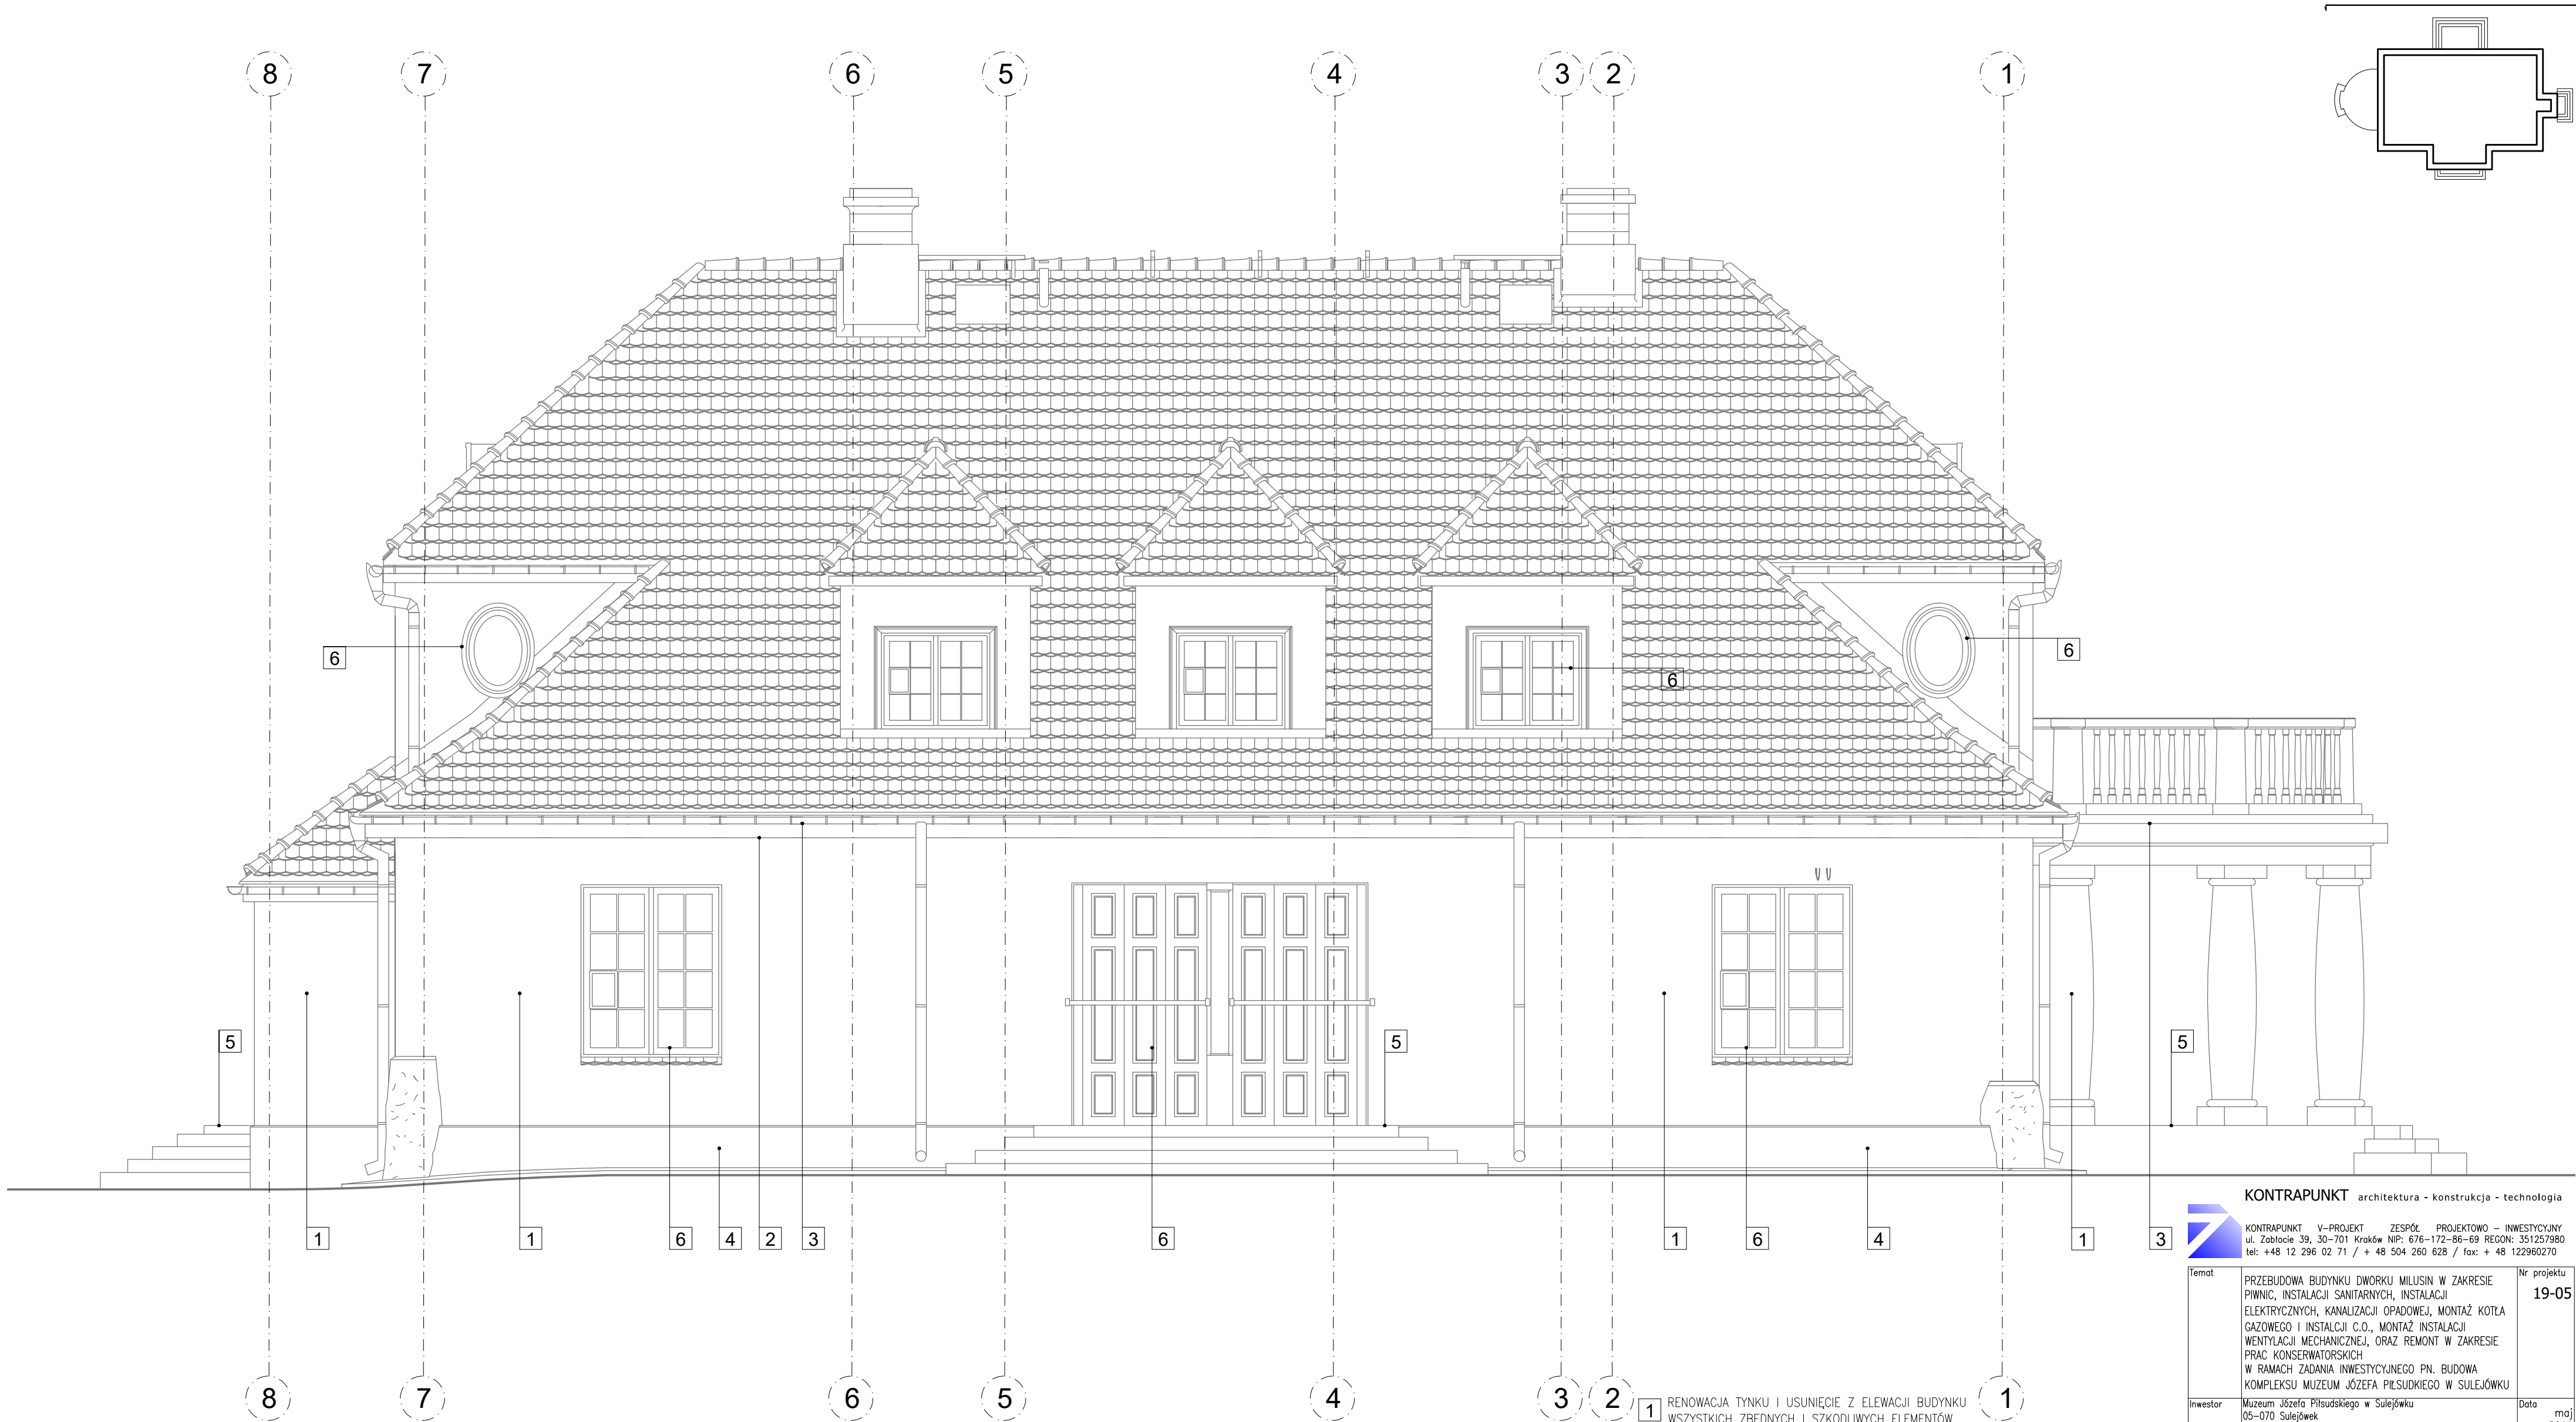 8 7 6 5 4 3 2 1
6 6 6
5 5 5
1 1 6 4 2 3 6 1 6 4 1 3
8 7 6 5 4 3 2 1
1 RENOWACJA TYNKU I USUNIĘCIE Z ELEWACJI BUDYNKU
WSZYSTKICH ZBĘDNYCH I SZKODLIWYCH ELEMENTÓW
KONTRAPUNKT architektura - konstrukcja - technologia
KONTRAPUNKT V-PROJEKT ZESPÓŁ PROJEKTOWO – INWESTYCYJNY
ul. Zabłocie 39, 30-701 Kraków NIP: 676-172-86-69 REGON: 351257980
tel: +48 12 296 02 71 / + 48 504 260 628 / fax: + 48 122960270
Temat
PRZEBUDOWA BUDYNKU DWORKU MILUSIN W ZAKRESIE
PIWNIC, INSTALACJI SANITARNYCH, INSTALACJI
ELEKTRYCZNYCH, KANALIZACJI OPADOWEJ, MONTAŻ KOTŁA
GAZOWEGO I INSTALCJI C.O., MONTAŻ INSTALACJI
WENTYLACJI MECHANICZNEJ, ORAZ REMONT W ZAKRESIE
PRAC KONSERWATORSKICH
W RAMACH ZADANIA INWESTYCYJNEGO PN. BUDOWA
KOMPLEKSU MUZEUM JÓZEFA PIŁSUDKIEGO W SULEJÓWKU
Nr projektu
19-05
Inwestor
Muzeum Józefa Piłsudskiego w Sulejówku
05-070 Sulejówek
Data
maj